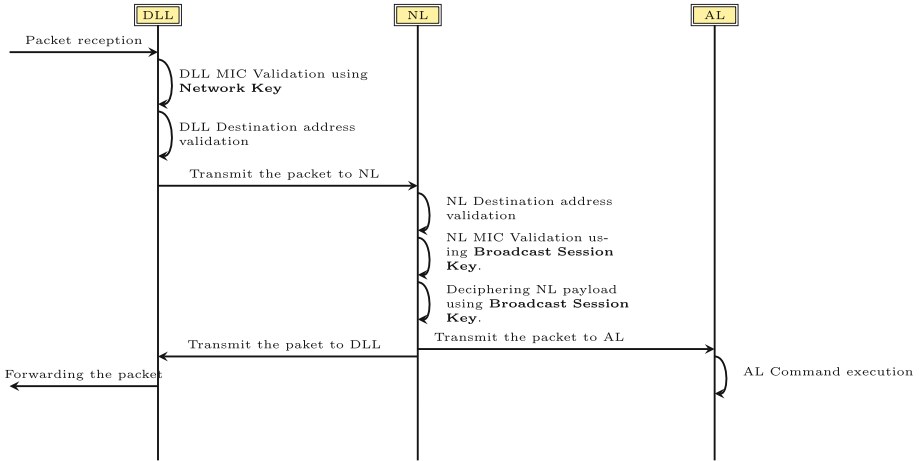 DLL
NL
AL
Packet reception
DLL MIC Validation using
Network Key
DLL Destination address
validation
Transmit the packet to NL
NL Destination address
validation
NL MIC Validation us-
ing Broadcast Session
Key.
Deciphering NL payload
using Broadcast Session
Key.
Transmit the packet to AL
Transmit the paket to DLL
Forwarding the packet
AL Command execution